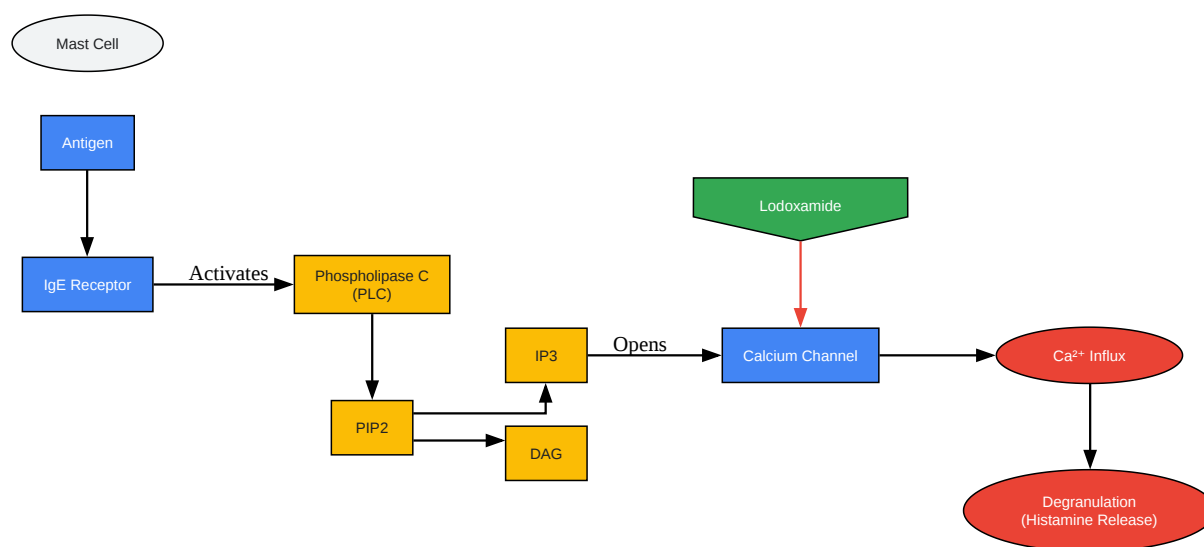 Mast Cell
Antigen
Lodoxamide
IgE Receptor
Activates
Phospholipase C
(PLC)
IP3
Opens
Calcium Channel
Ca²⁺ Influx
PIP2
DAG
Degranulation
(Histamine Release)